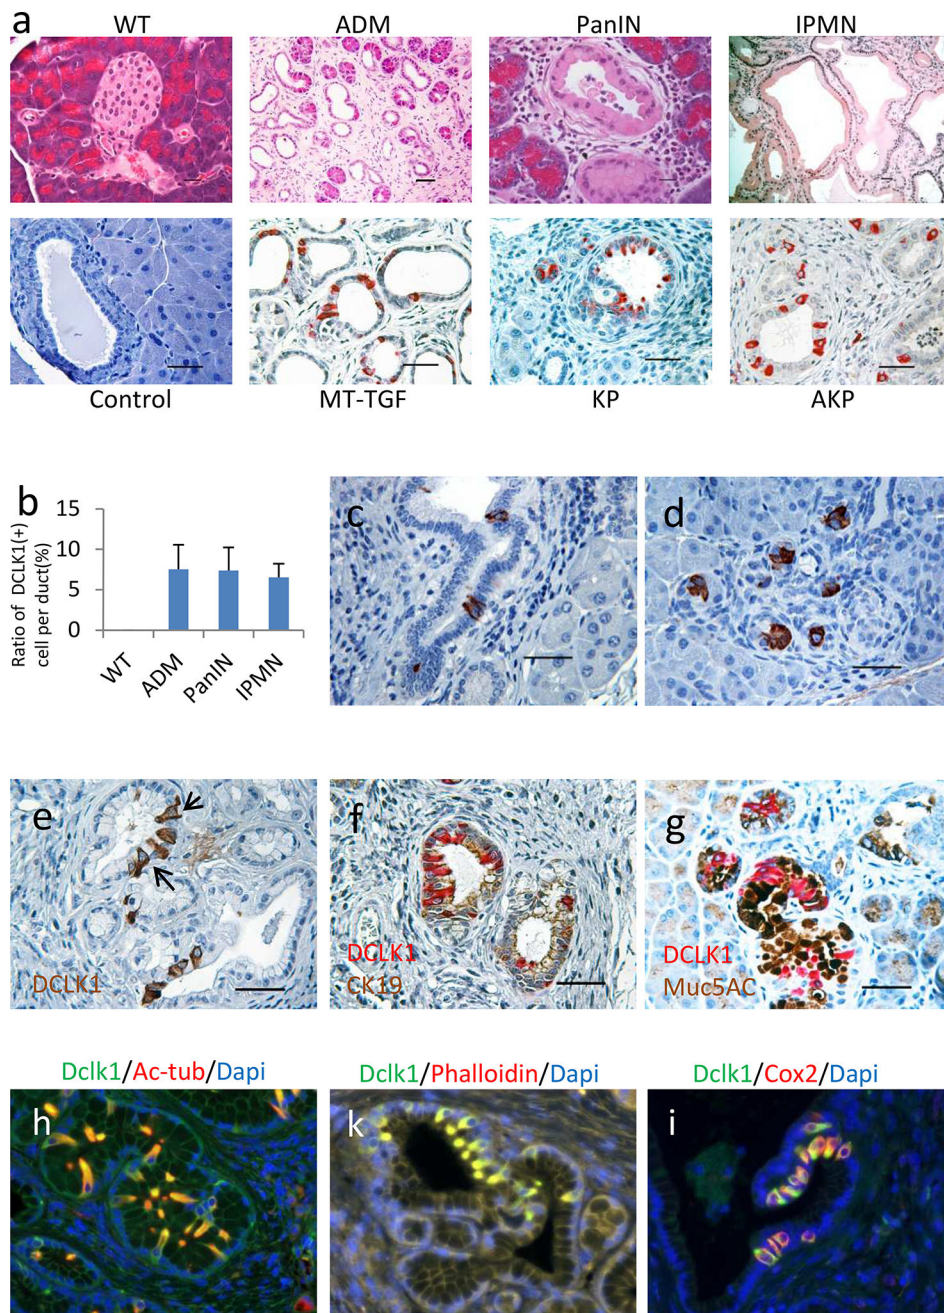 a
WT
ADM
PanIN
IPMN
Control
MT-TGF
KP
AKP
b
Ratio of DCLK1(+)
cell per duct(%)
15
10
5
0
WT
ADM
PanIN
IPMN
c
d
e
DCLK1
f
DCLK1
CK19
g
DCLK1
Muc5AC
Dclk1/Ac-tub/Dapi
Dclk1/Phalloidin/Dapi
Dclk1/Cox2/Dapi
h
k
i